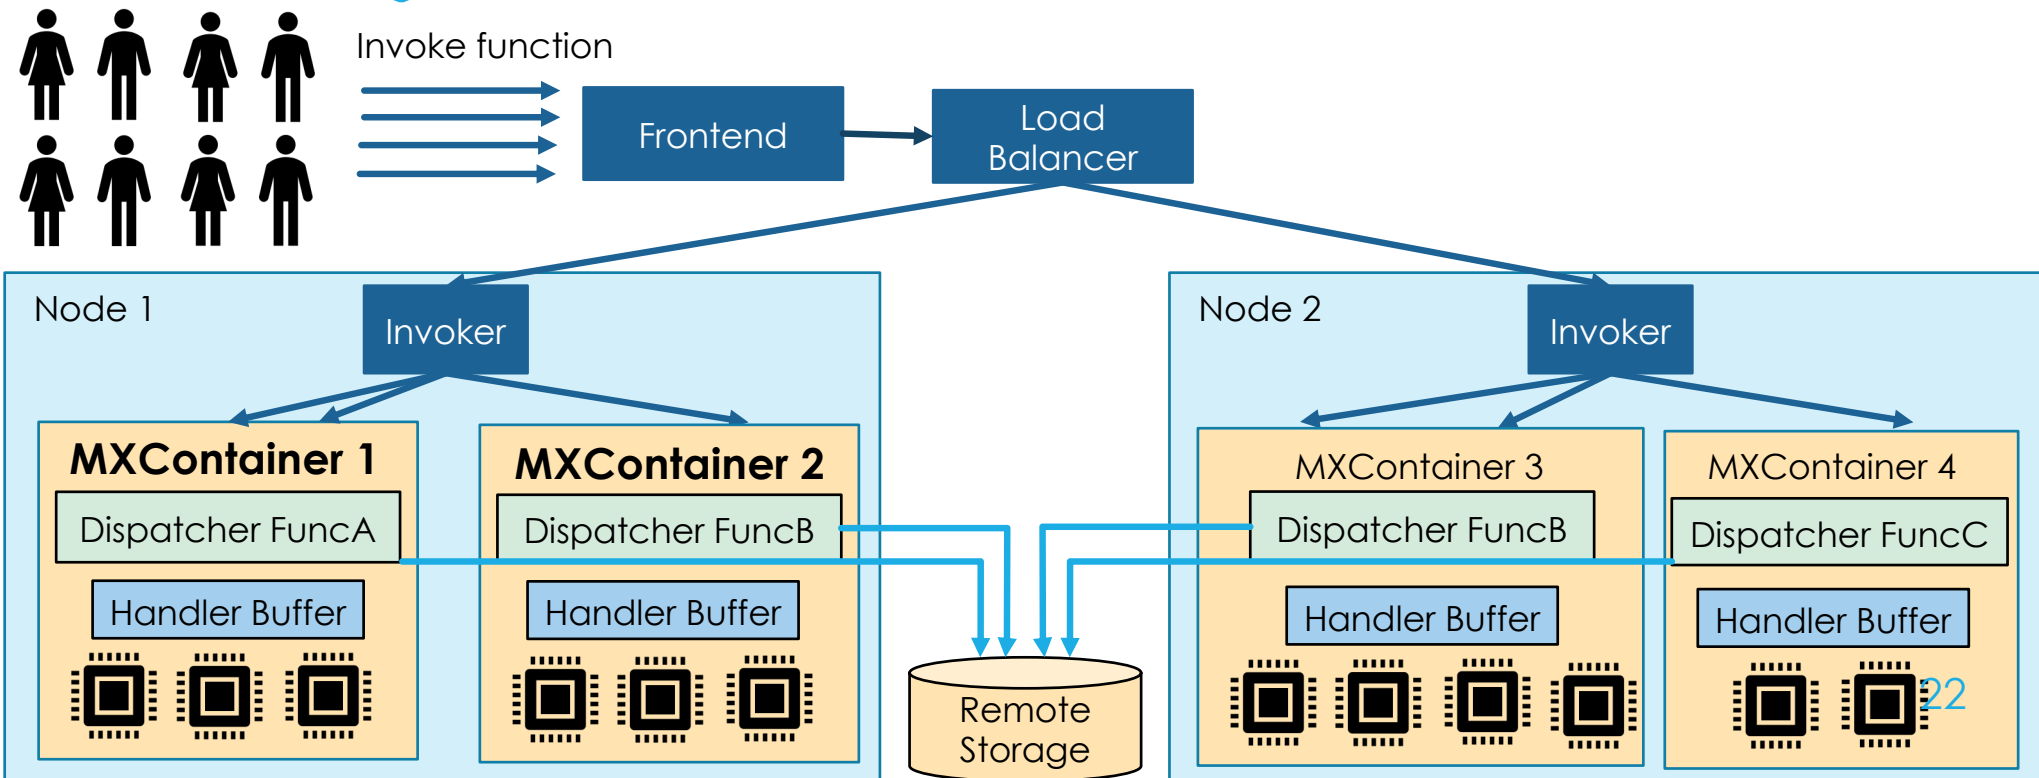 Invoke function
Frontend
Load
Balancer
Node 1
Invoker
Node 2
Invoker
MXContainer 1
MXContainer 2
MXContainer 3
MXContainer 4
Dispatcher FuncA
Dispatcher FuncB
Dispatcher FuncB
Dispatcher FuncC
Handler Buffer
Handler Buffer
Handler Buffer
Handler Buffer
Remote
Storage
22